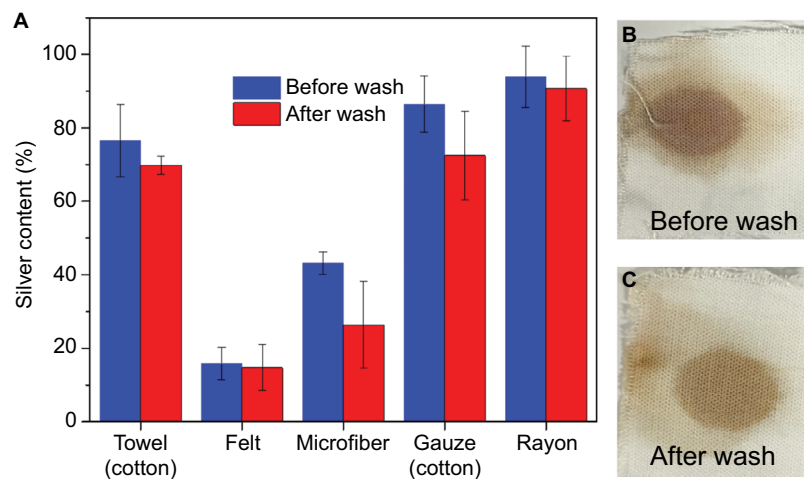 A
Silver content (%)
100
80
60
40
20
0
Before wash
After wash
Towel
(cotton)
Felt
Microfiber
Gauze
(cotton)
Rayon
B
Before wash
C
After wash